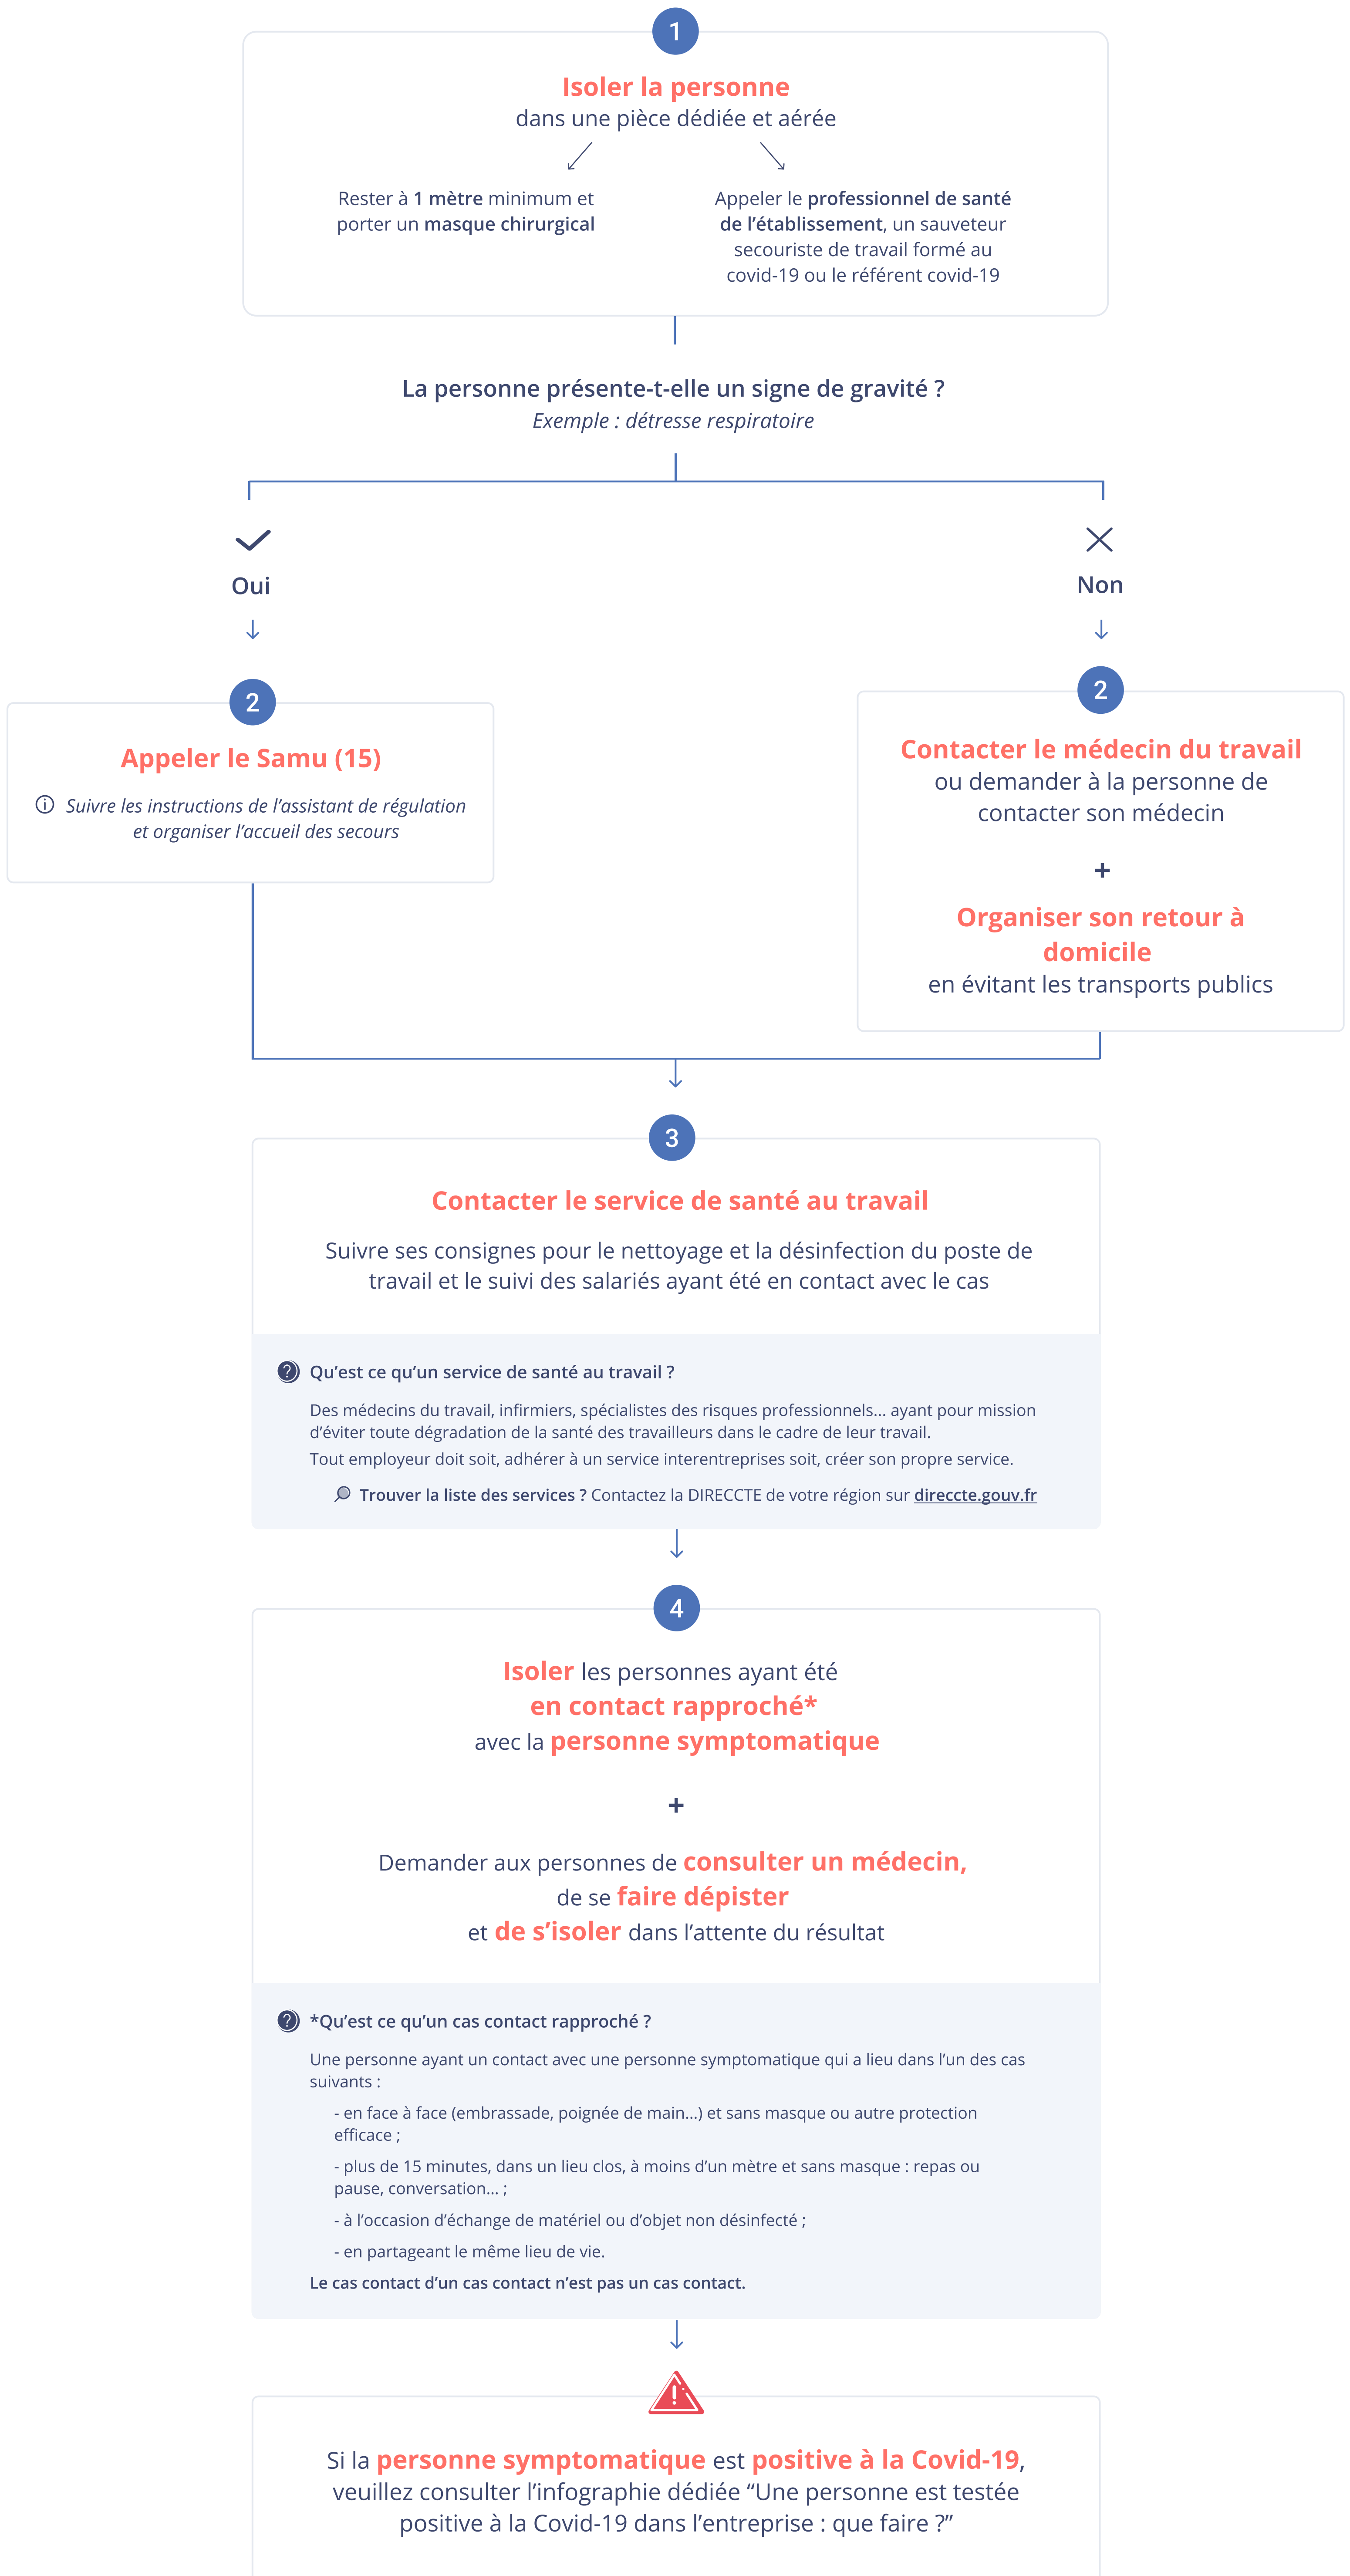 1
Isoler la personne
dans une pièce dédiée et aérée
Rester à 1 mètre minimum et
porter un masque chirurgical
Appeler le professionnel de santé
de l’établissement, un sauveteur
secouriste de travail formé au
covid-19 ou le référent covid-19
La personne présente-t-elle un signe de gravité ?
Exemple : détresse respiratoire
Oui
2
Appeler le Samu (15)
Suivre les instructions de l’assistant de régulation
et organiser l’accueil des secours
Non
2
Contacter le médecin du travail
ou demander à la personne de
contacter son médecin
+
Organiser son retour à
domicile
en évitant les transports publics
3
Contacter le service de santé au travail
Suivre ses consignes pour le nettoyage et la désinfection du poste de
travail et le suivi des salariés ayant été en contact avec le cas
? Qu’est ce qu’un service de santé au travail ?
Des médecins du travail, infirmiers, spécialistes des risques professionnels... ayant pour mission
d’éviter toute dégradation de la santé des travailleurs dans le cadre de leur travail.
Tout employeur doit soit, adhérer à un service interentreprises soit, créer son propre service.
Trouver la liste des services ? Contactez la DIRECCTE de votre région sur direccte.gouv.fr
4
Isoler les personnes ayant été
en contact rapproché*
avec la personne symptomatique
+
Demander aux personnes de consulter un médecin,
de se faire dépister
et de s’isoler dans l’attente du résultat
? *Qu’est ce qu’un cas contact rapproché ?
Une personne ayant un contact avec une personne symptomatique qui a lieu dans l’un des cas
suivants :
- en face à face (embrassade, poignée de main...) et sans masque ou autre protection
efficace ;
- plus de 15 minutes, dans un lieu clos, à moins d’un mètre et sans masque : repas ou
pause, conversation... ;
- à l’occasion d’échange de matériel ou d’objet non désinfecté ;
- en partageant le même lieu de vie.
Le cas contact d’un cas contact n’est pas un cas contact.
Si la personne symptomatique est positive à la Covid-19,
veuillez consulter l’infographie dédiée “Une personne est testée
positive à la Covid-19 dans l’entreprise : que faire ?”